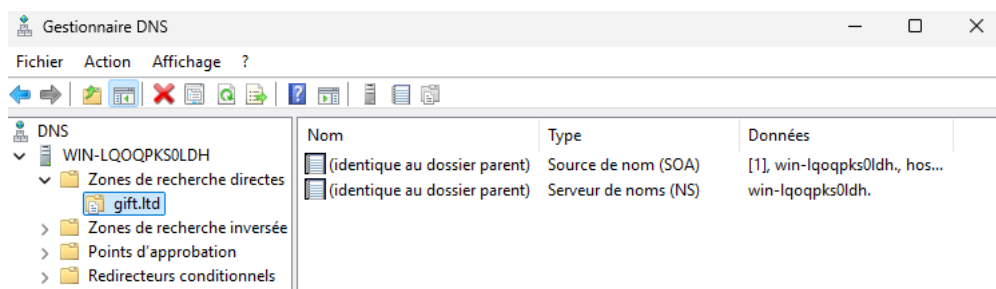 Gestionnaire DNS
Fichier Action Affichage ?
DNS
WIN-LQOQPKS0LDH
Zones de recherche directes
gift.ltd
Zones de recherche inversée
Points d'approbation
Redirecteurs conditionnels
Nom Type Données
(identique au dossier parent) Source de nom (SOA) [1], win-lqoqpks0ldh., hos...
(identique au dossier parent) Serveur de noms (NS) win-lqoqpks0ldh.